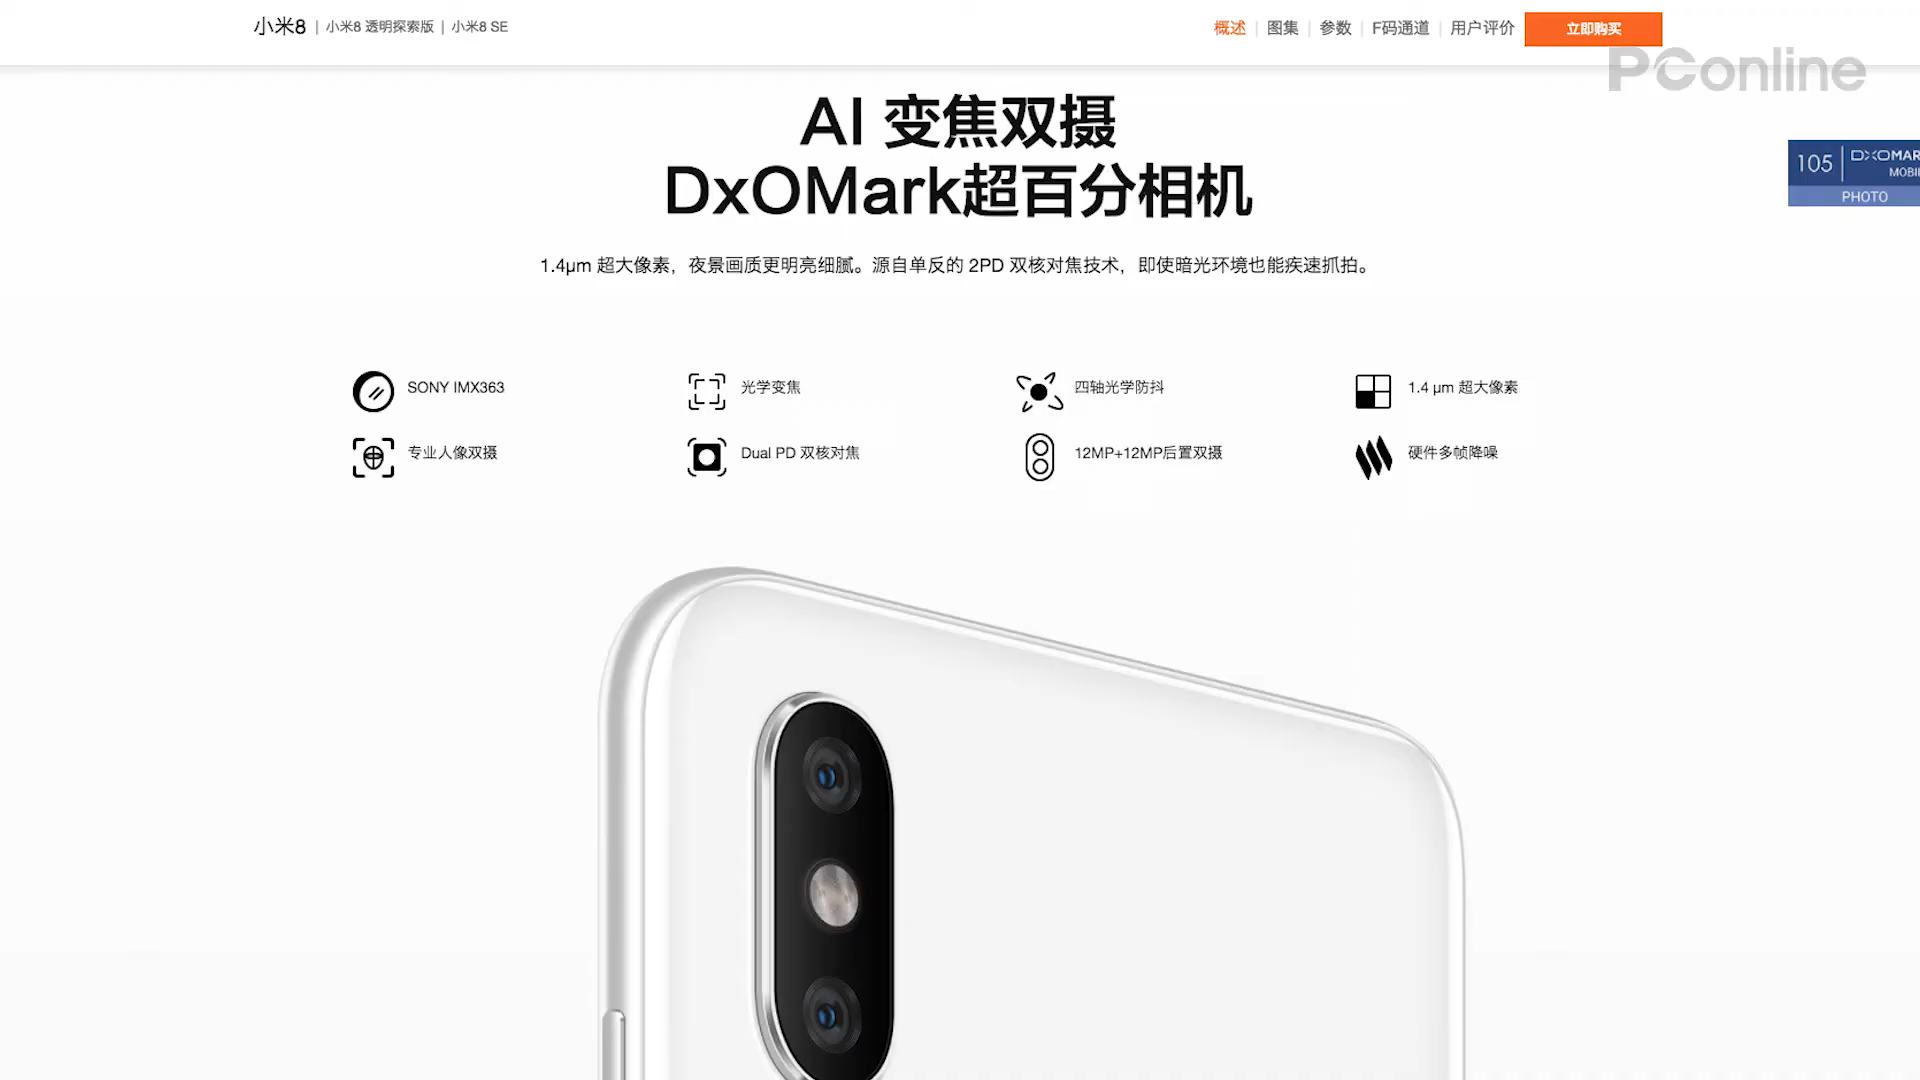 小米8 | 小米8 透明探索版 | 小米8 SE
概述 | 图集 | 参数 | F码通道 | 用户评价 立即购买
PConline
AI 变焦双摄
DxOMark超百分相机
105 DXOMAR
MOBI
PHOTO
1.4μm 超大像素，夜景画质更明亮细腻。源自单反的 2PD 双核对焦技术，即使暗光环境也能疾速抓拍。
SONY IMX363
光学变焦
四轴光学防抖
1.4 μm 超大像素
专业人像双摄
Dual PD 双核对焦
12MP+12MP后置双摄
硬件多帧降噪